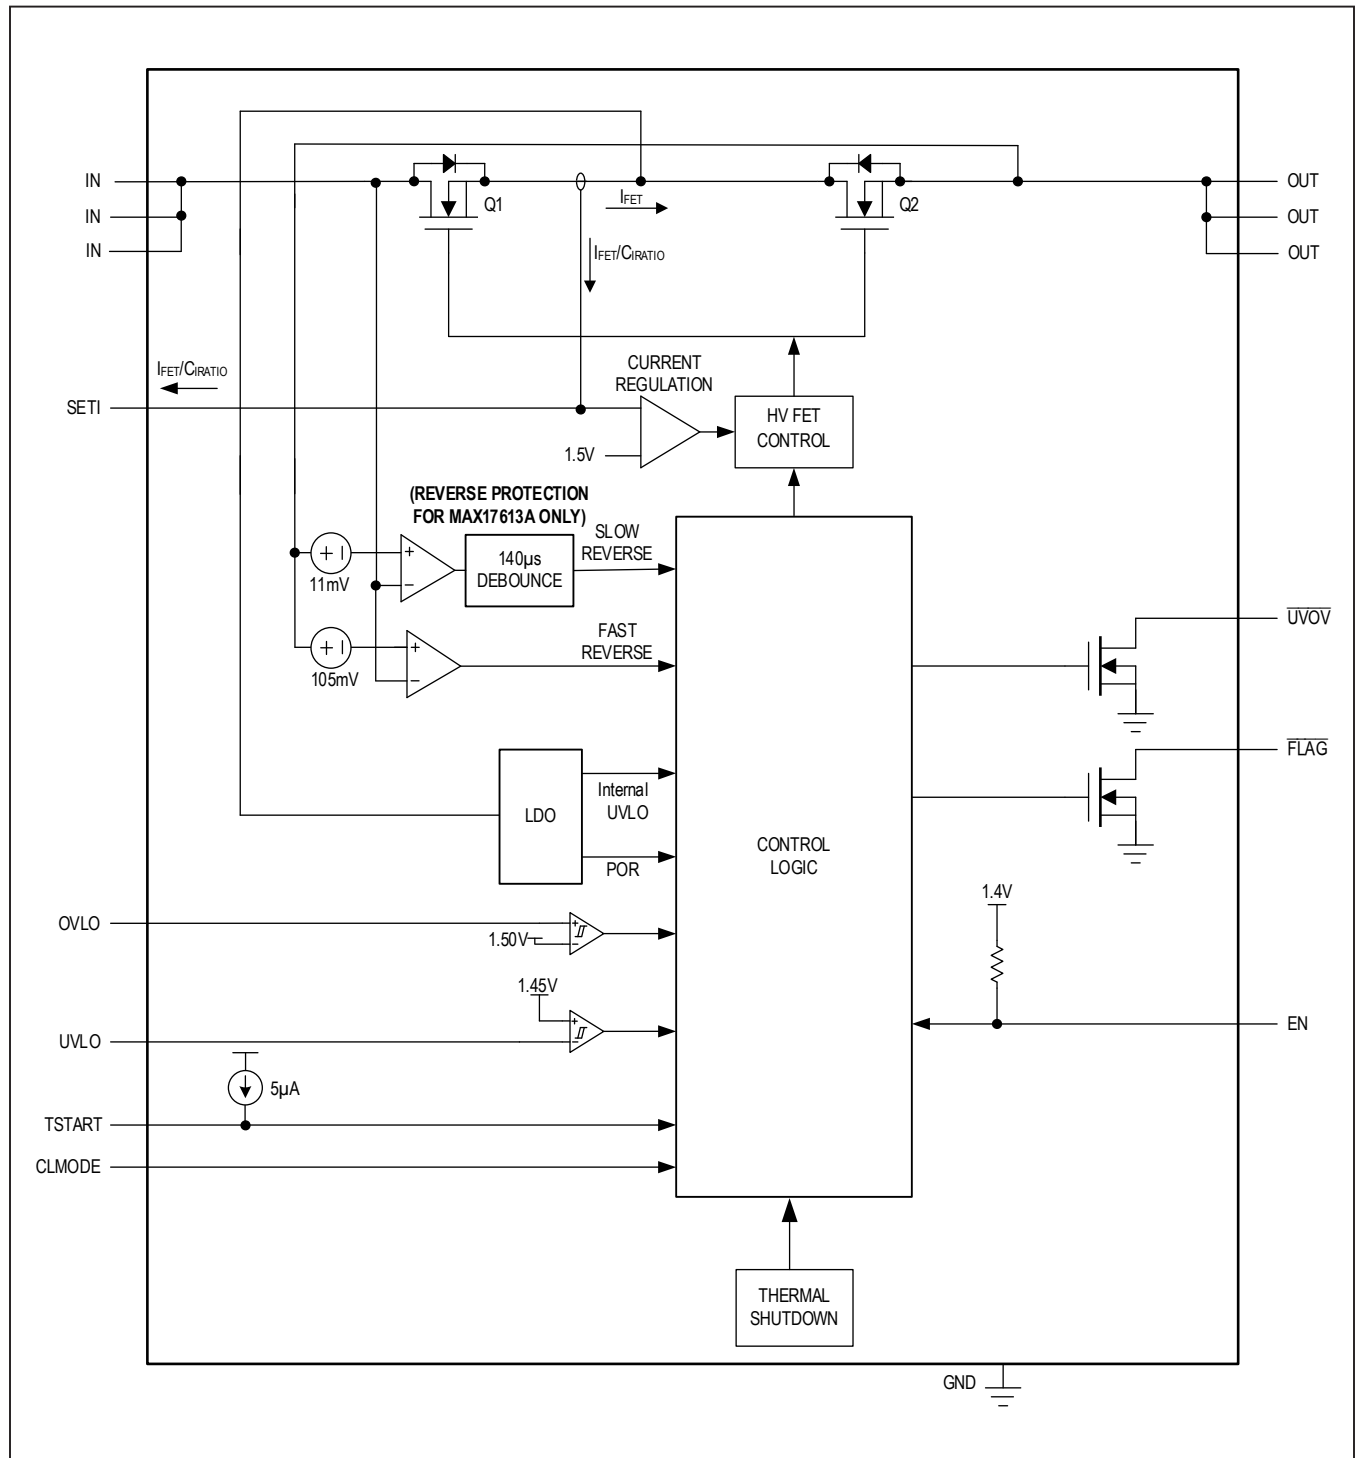 IN
IN
IN
Q1
IFET
Q2
OUT
OUT
OUT
IFET/CIRATIO
IFET/CIRATIO
SETI
CURRENT
REGULATION
1.5V
HV FET
CONTROL
(REVERSE PROTECTION
FOR MAX17613A ONLY)
+
11mV
+
−
140µs
DEBOUNCE
SLOW
REVERSE
+
105mV
+
−
FAST
REVERSE
UVOV
FLAG
LDO
Internal
UVLO
POR
CONTROL
LOGIC
1.4V
OVLO
1.50V
+
−
1.45V
UVLO
+
−
EN
5µA
TSTART
CLMODE
THERMAL
SHUTDOWN
GND